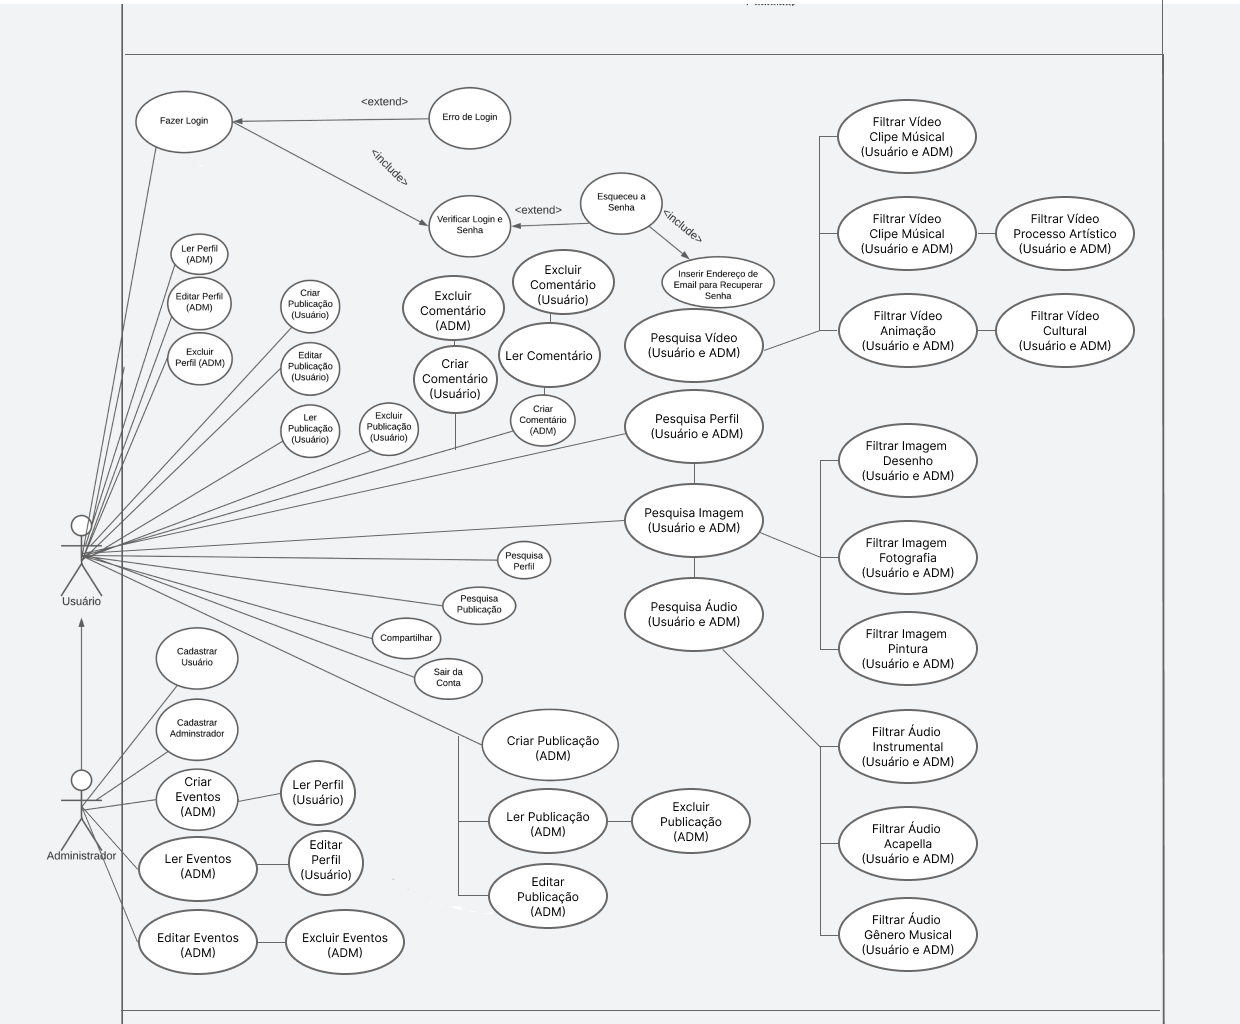 Fazer Login
<extend>
Erro de Login
<include>
Verificar Login e
Senha
<extend>
Esqueceu a
Senha
<include>
Inserir Endereço de
Email para Recuperar
Senha
Ler Perfil
(ADM)
Editar Perfil
(ADM)
Excluir
Perfil (ADM)
Criar
Publicação
(Usuário)
Editar
Publicação
(Usuário)
Ler
Publicação
(Usuário)
Excluir
Publicação
(Usuário)
Excluir
Comentário
(ADM)
Criar
Comentário
(Usuário)
Excluir
Comentário
(Usuário)
Ler Comentário
Criar
Comentário
(ADM)
Pesquisa Vídeo
(Usuário e ADM)
Pesquisa Perfil
(Usuário e ADM)
Pesquisa Imagem
(Usuário e ADM)
Pesquisa Áudio
(Usuário e ADM)
Filtrar Vídeo
Clipe Músical
(Usuário e ADM)
Filtrar Vídeo
Clipe Músical
(Usuário e ADM)
Filtrar Vídeo
Processo Artístico
(Usuário e ADM)
Filtrar Vídeo
Animação
(Usuário e ADM)
Filtrar Vídeo
Cultural
(Usuário e ADM)
Filtrar Imagem
Desenho
(Usuário e ADM)
Filtrar Imagem
Fotografia
(Usuário e ADM)
Filtrar Imagem
Pintura
(Usuário e ADM)
Filtrar Áudio
Instrumental
(Usuário e ADM)
Filtrar Áudio
Acapella
(Usuário e ADM)
Filtrar Áudio
Gênero Musical
(Usuário e ADM)
Usuário
Pesquisa
Perfil
Pesquisa
Publicação
Compartilhar
Sair da
Conta
Cadastrar
Usuário
Cadastrar
Adminstrador
Criar
Eventos
(ADM)
Ler Perfil
(Usuário)
Administrador
Ler Eventos
(ADM)
Editar
Perfil
(Usuário)
Editar Eventos
(ADM)
Excluir Eventos
(ADM)
Criar Publicação
(ADM)
Ler Publicação
(ADM)
Excluir
Publicação
(ADM)
Editar
Publicação
(ADM)